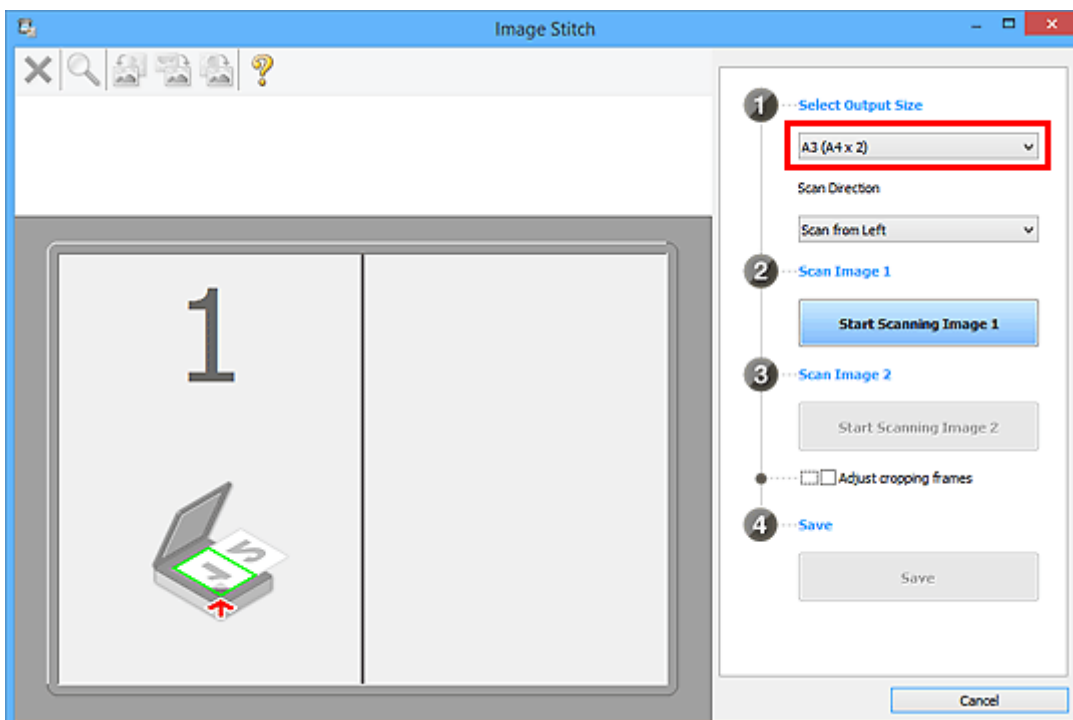 Image Stitch
1 Select Output Size
A3 (A4 x 2)
Scan Direction
Scan from Left
2 Scan Image 1
Start Scanning Image 1
3 Scan Image 2
Start Scanning Image 2
Adjust cropping frames
4 Save
Save
Cancel
1
1 2